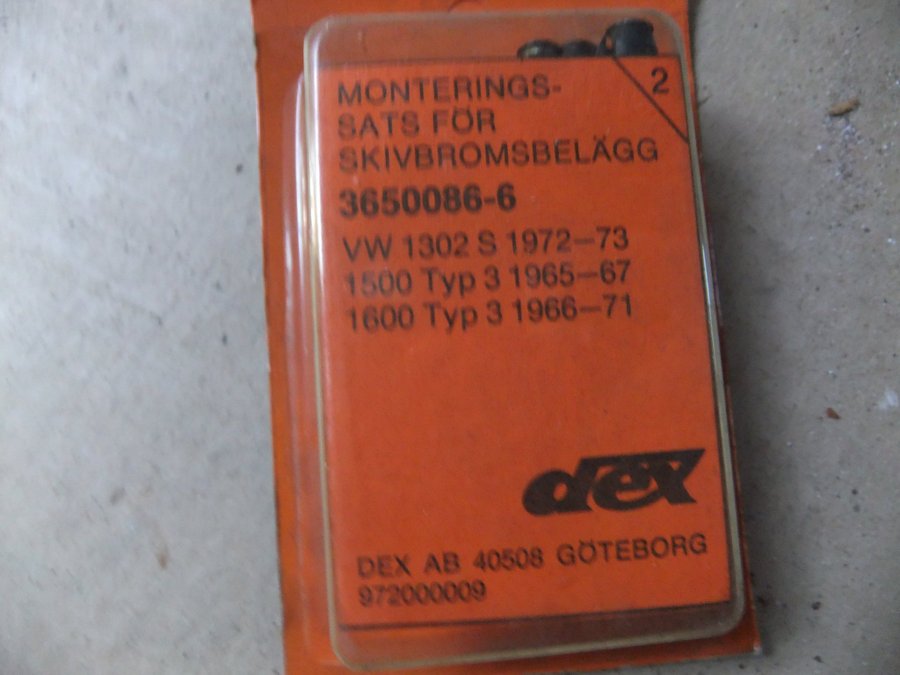 2
MONTERINGS-
SATS FÖR
SKIVBROMSBELÄGG
3650086-6
VW 1302 S 1972–73
1500 Typ 3 1965–67
1600 Typ 3 1966–71
dex
DEX AB 40508 GÖTEBORG
972000009